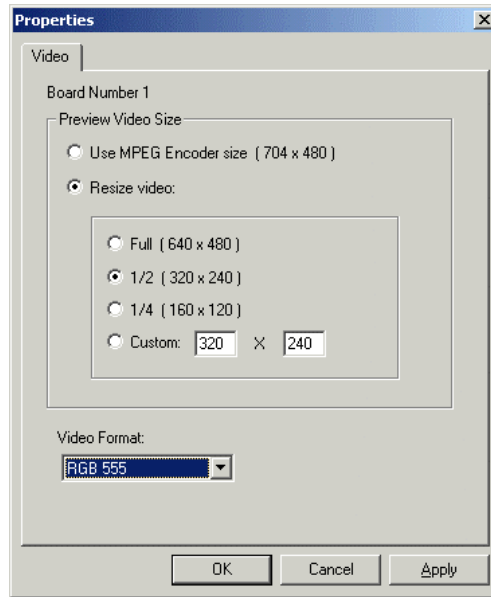 Properties
Video
Board Number 1
Preview Video Size
Use MPEG Encoder size ( 704 x 480 )
Resize video:
Full ( 640 x 480 )
1/2 ( 320 x 240 )
1/4 ( 160 x 120 )
Custom: 320 X 240
Video Format:
RGB 555
OK Cancel Apply